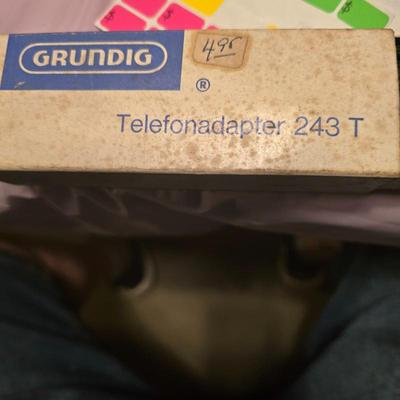 GRUNDIG
4.95
®
Telefonadapter 243 T